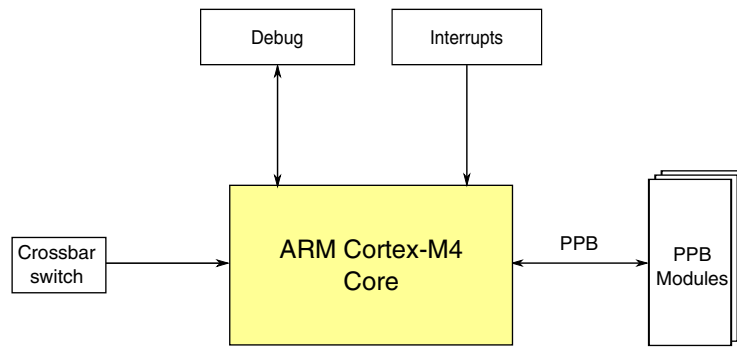 Debug
Interrupts
ARM Cortex-M4
Core
Crossbar
switch
PPB
PPB
Modules